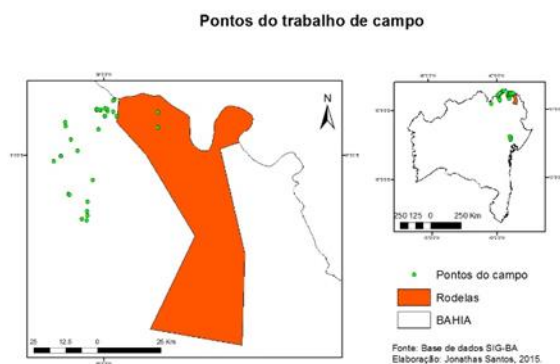 Pontos do trabalho de campo
N
25 12,5 0 25 Km
250 125 0 250 Km
Pontos do campo
Rodelas
BAHIA
Fonte: Base de dados SIG-BA
Elaboração: Jonathas Santos, 2015.